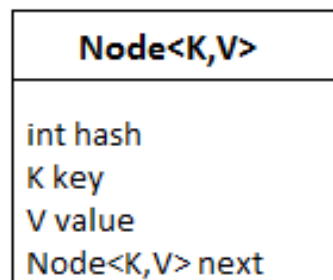 Node<K,V>
int hash
K key
V value
Node<K,V> next